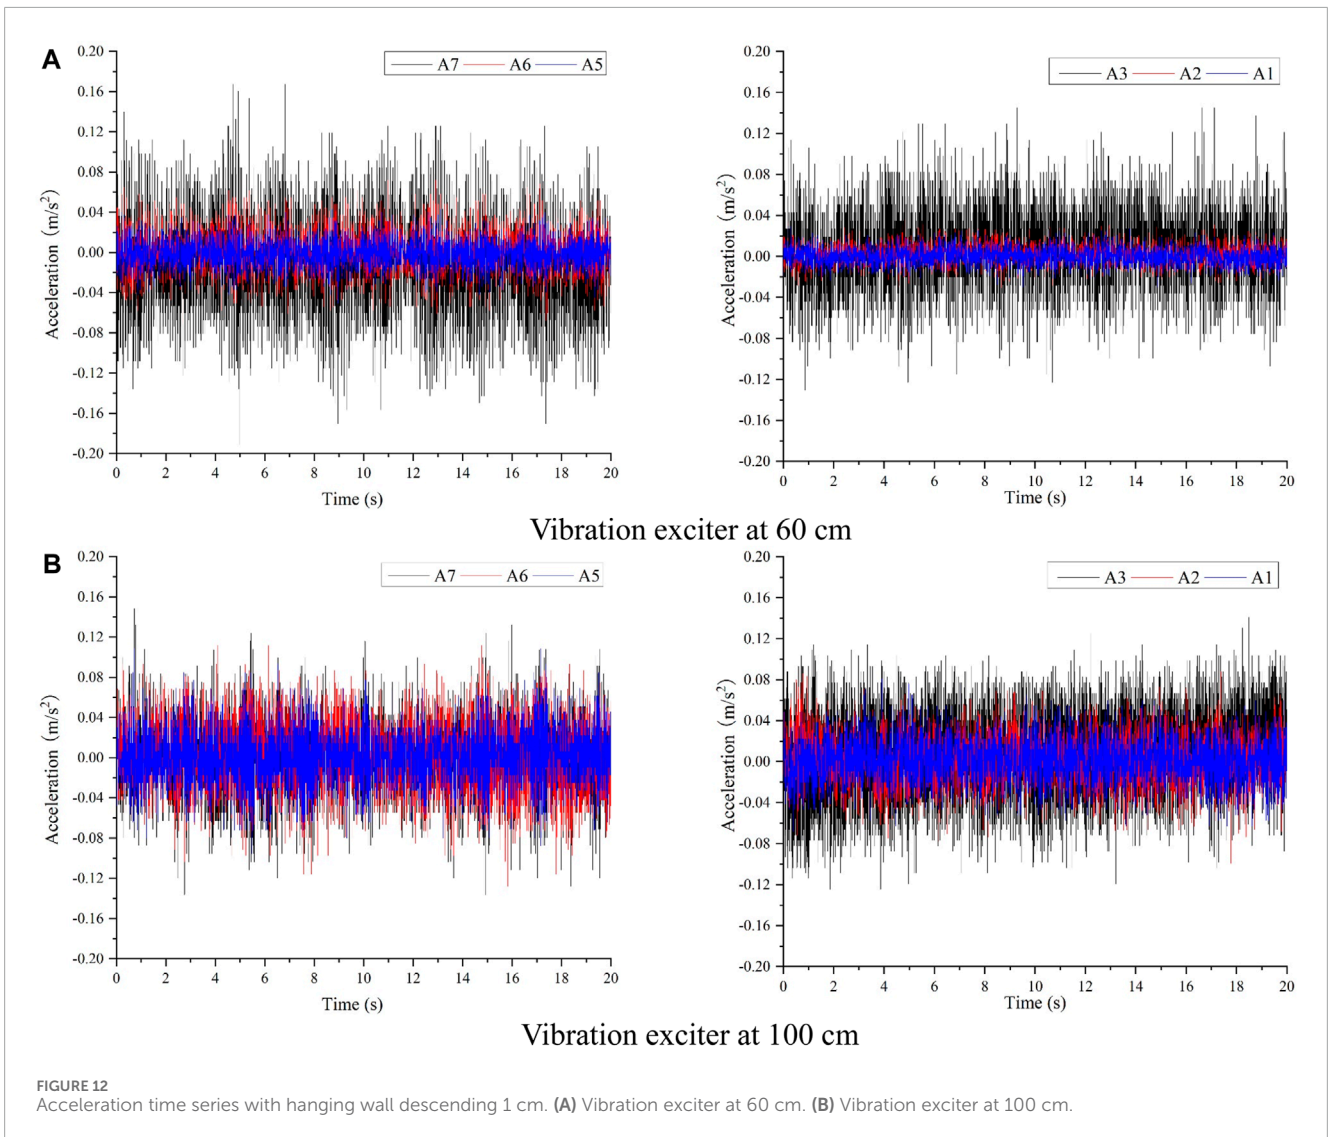 A
A7 A6 A5
0.20
0.16
0.12
0.08
0.04
0.00
-0.04
-0.08
-0.12
-0.16
-0.20
Acceleration (m/s²)
0 2 4 6 8 10 12 14 16 18 20
Time (s)
A3 A2 A1
0.20
0.16
0.12
0.08
0.04
0.00
-0.04
-0.08
-0.12
-0.16
-0.20
Acceleration (m/s²)
0 2 4 6 8 10 12 14 16 18 20
Time (s)
Vibration exciter at 60 cm
B
A7 A6 A5
0.20
0.16
0.12
0.08
0.04
0.00
-0.04
-0.08
-0.12
-0.16
-0.20
Acceleration (m/s²)
0 2 4 6 8 10 12 14 16 18 20
Time (s)
A3 A2 A1
0.20
0.16
0.12
0.08
0.04
0.00
-0.04
-0.08
-0.12
-0.16
-0.20
Acceleration (m/s²)
0 2 4 6 8 10 12 14 16 18 20
Time (s)
Vibration exciter at 100 cm
FIGURE 12
Acceleration time series with hanging wall descending 1 cm. (A) Vibration exciter at 60 cm. (B) Vibration exciter at 100 cm.